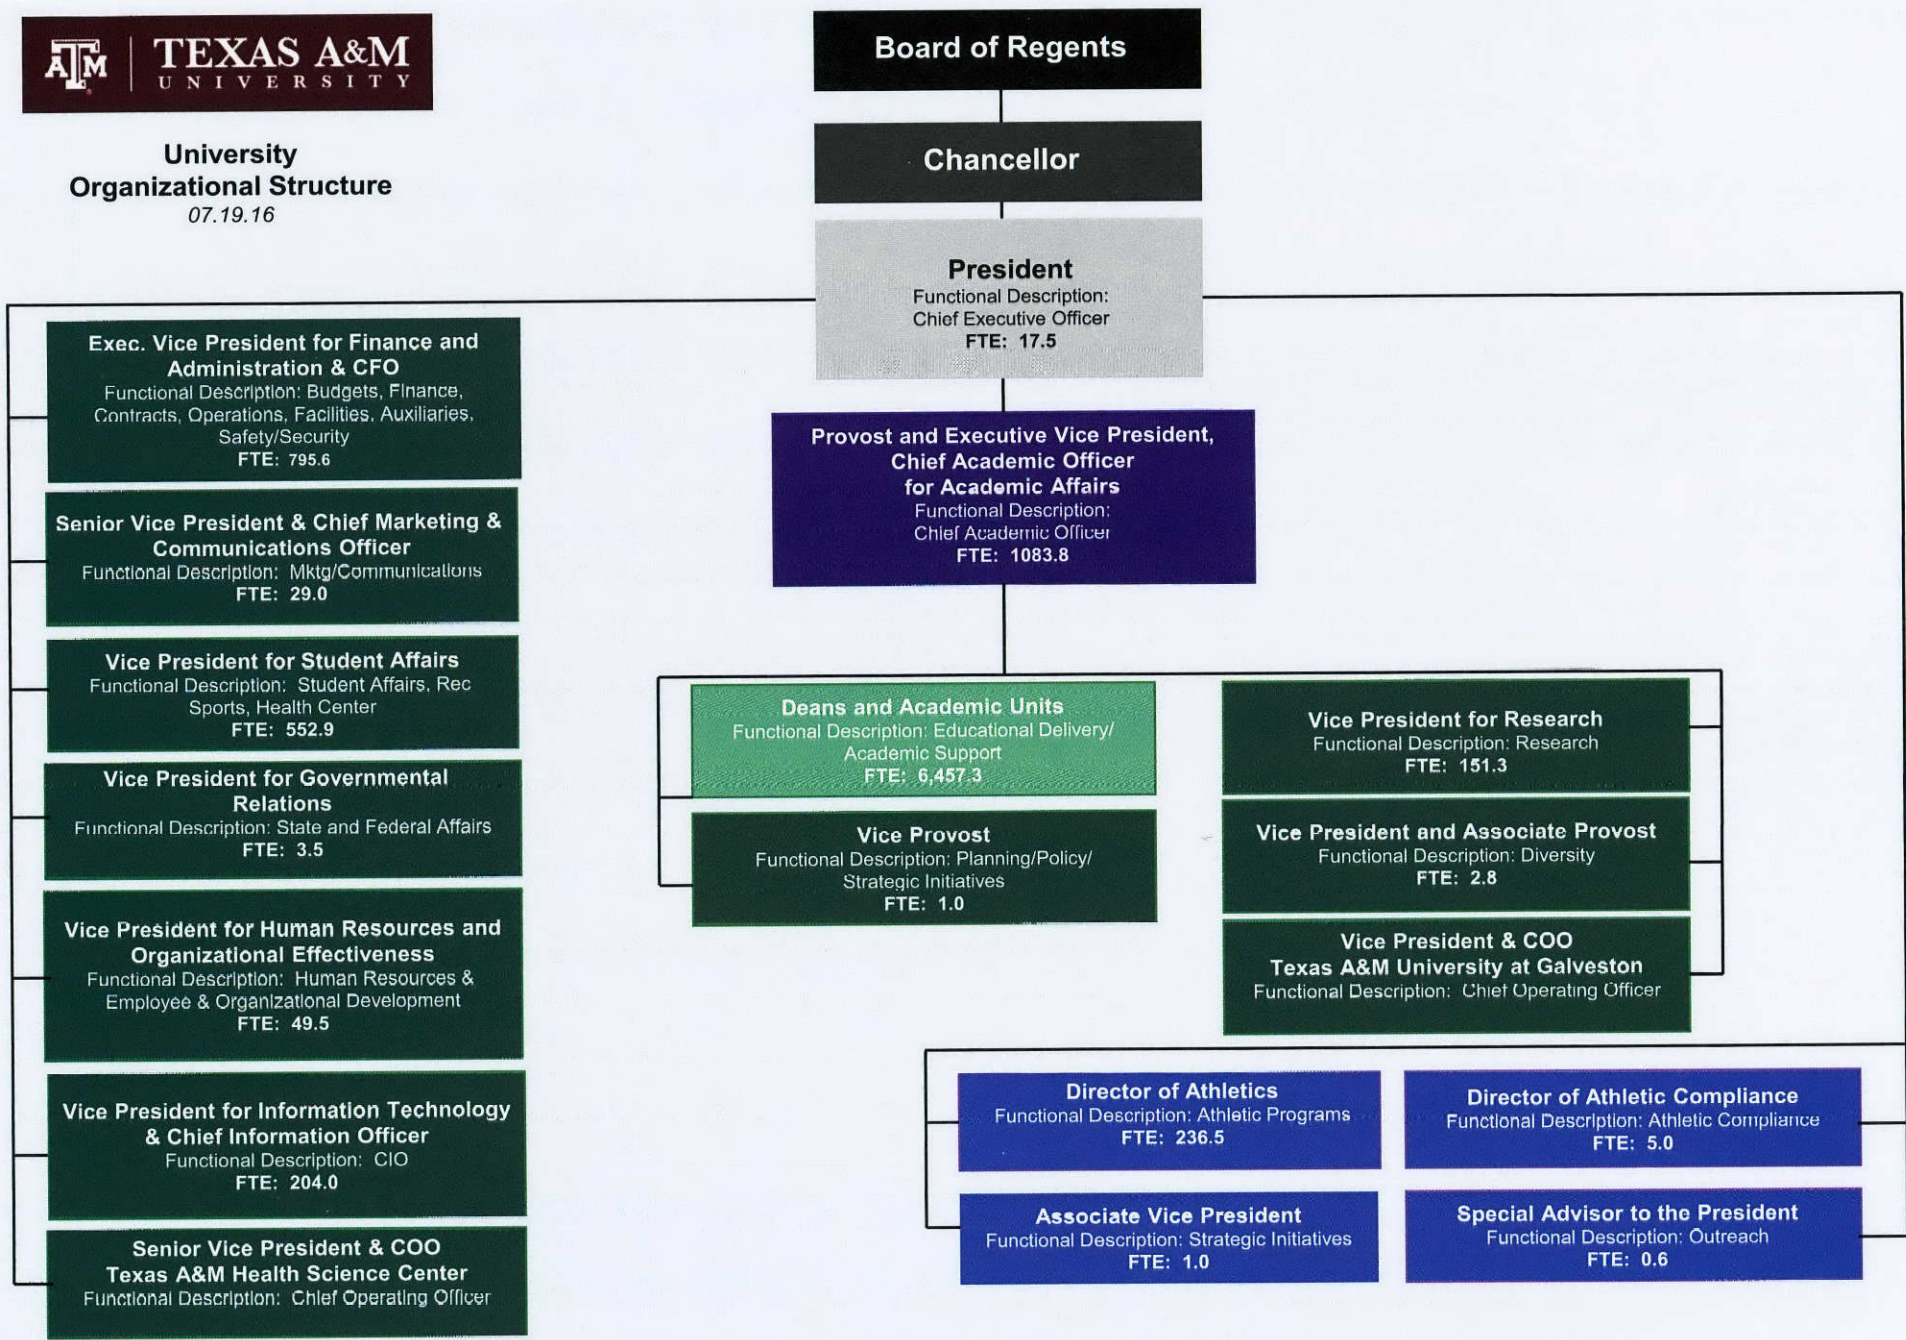 TEXAS A&M
UNIVERSITY
University
Organizational Structure
07.19.16
Board of Regents
Chancellor
President
Functional Description:
Chief Executive Officer
FTE: 17.5
Exec. Vice President for Finance and
Administration & CFO
Functional Description: Budgets, Finance,
Contracts, Operations, Facilities, Auxiliaries,
Safety/Security
FTE: 795.6
Senior Vice President & Chief Marketing &
Communications Officer
Functional Description: Mktg/Communications
FTE: 29.0
Vice President for Student Affairs
Functional Description: Student Affairs, Rec
Sports, Health Center
FTE: 552.9
Vice President for Governmental
Relations
Functional Description: State and Federal Affairs
FTE: 3.5
Vice President for Human Resources and
Organizational Effectiveness
Functional Description: Human Resources &
Employee & Organizational Development
FTE: 49.5
Vice President for Information Technology
& Chief Information Officer
Functional Description: CIO
FTE: 204.0
Senior Vice President & COO
Texas A&M Health Science Center
Functional Description: Chief Operating Officer
Provost and Executive Vice President,
Chief Academic Officer
for Academic Affairs
Functional Description:
Chief Academic Officer
FTE: 1083.8
Deans and Academic Units
Functional Description: Educational Delivery/
Academic Support
FTE: 6,457.3
Vice Provost
Functional Description: Planning/Policy/
Strategic Initiatives
FTE: 1.0
Vice President for Research
Functional Description: Research
FTE: 151.3
Vice President and Associate Provost
Functional Description: Diversity
FTE: 2.8
Vice President & COO
Texas A&M University at Galveston
Functional Description: Chief Operating Officer
Director of Athletics
Functional Description: Athletic Programs
FTE: 236.5
Director of Athletic Compliance
Functional Description: Athletic Compliance
FTE: 5.0
Associate Vice President
Functional Description: Strategic Initiatives
FTE: 1.0
Special Advisor to the President
Functional Description: Outreach
FTE: 0.6